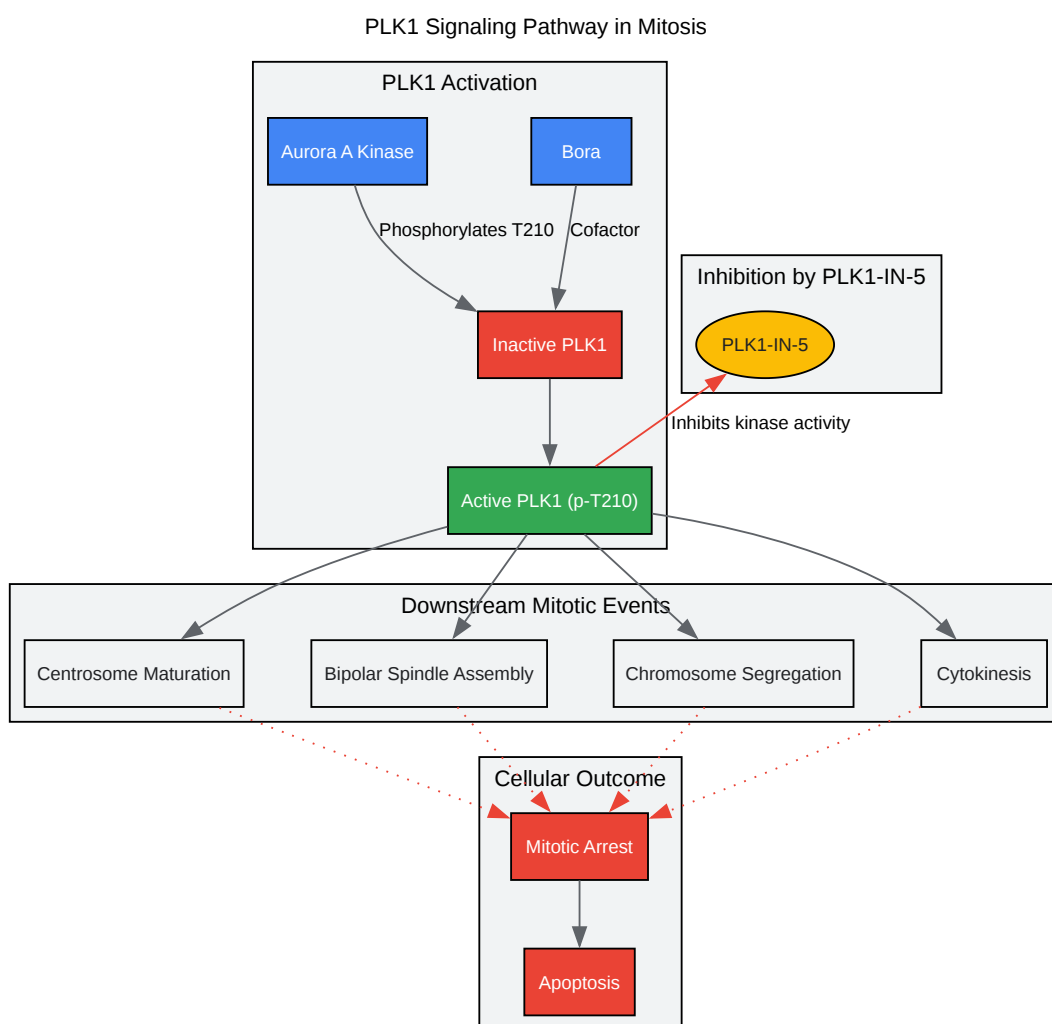 PLK1 Signaling Pathway in Mitosis
PLK1 Activation
Aurora A Kinase
Bora
Phosphorylates T210
Cofactor
Inhibition by PLK1-IN-5
Inactive PLK1
PLK1-IN-5
Inhibits kinase activity
Active PLK1 (p-T210)
Downstream Mitotic Events
Centrosome Maturation
Bipolar Spindle Assembly
Chromosome Segregation
Cytokinesis
Cellular Outcome
Mitotic Arrest
Apoptosis